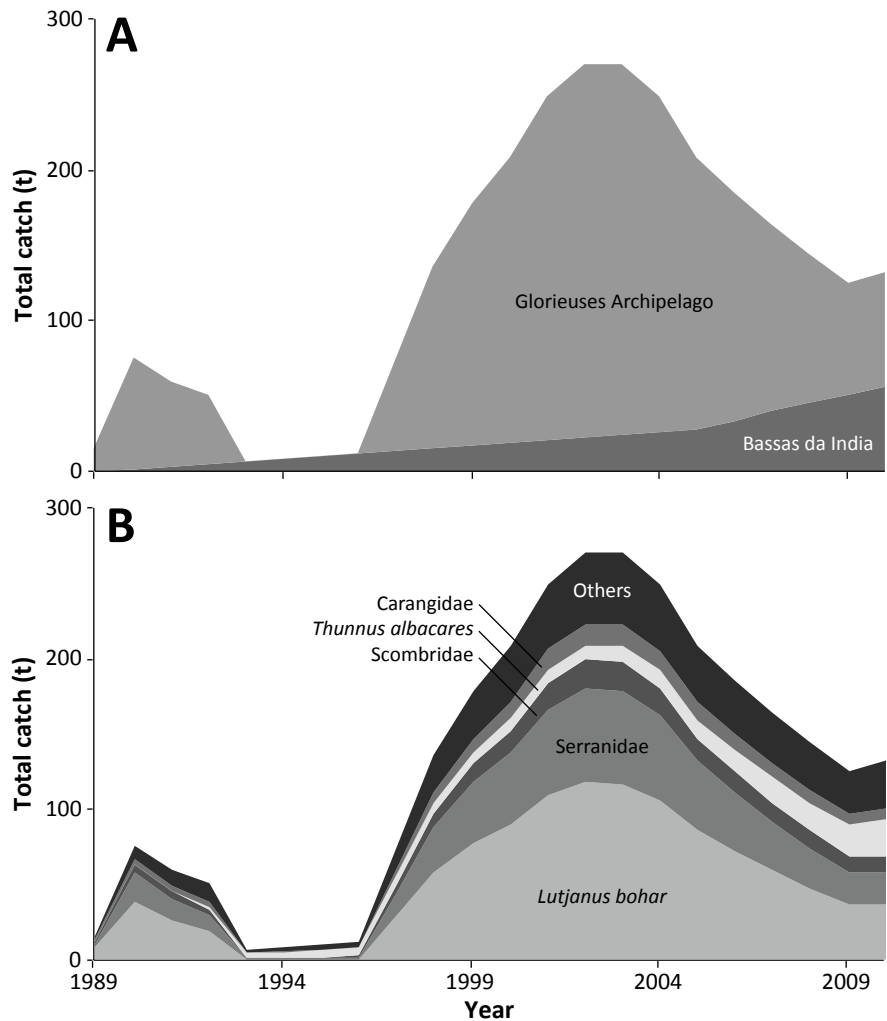 A
300
200
100
0
Total catch (t)
Glorieuses Archipelago
Bassas da India
B
300
200
100
0
Total catch (t)
Others
Carangidae
Thunnus albacares
Scombridae
Serranidae
Lutjanus bohar
1989 1994 1999 2004 2009
Year